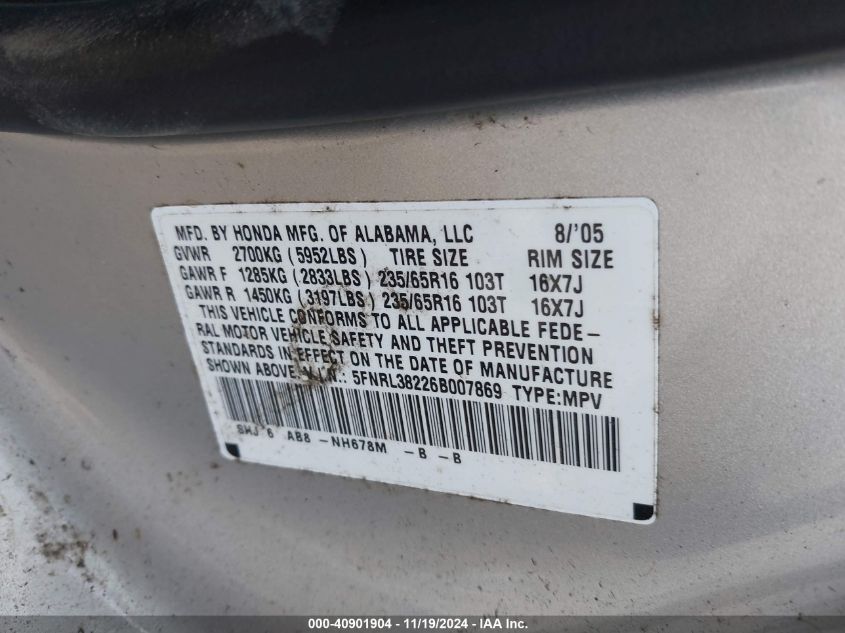 MFD. BY HONDA MFG. OF ALABAMA, LLC 8/'05
GVWR 2700KG (5952LBS) TIRE SIZE RIM SIZE
GAWR F 1285KG (2833LBS) 235/65R16 103T 16X7J
GAWR R 1450KG (3197LBS) 235/65R16 103T 16X7J
THIS VEHICLE CONFORMS TO ALL APPLICABLE FEDE-
RAL MOTOR VEHICLE SAFETY AND THEFT PREVENTION
STANDARDS IN EFFECT ON THE DATE OF MANUFACTURE
SHOWN ABOVE. V.I.N.: 5FNRL38226B007869 TYPE:MPV
SHJ 6 AB8 -NH678M -B -B
000-40901904 - 11/19/2024 - IAA Inc.